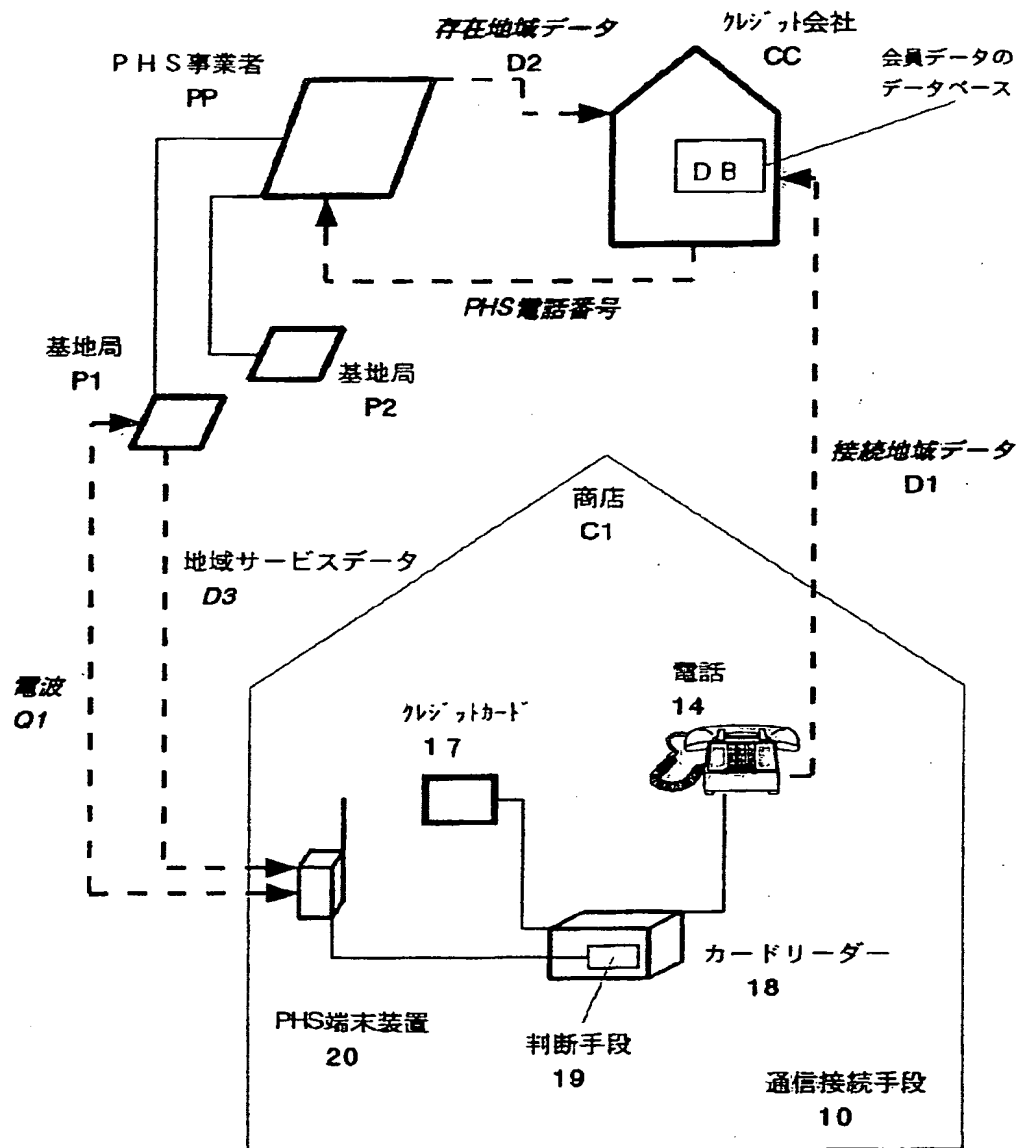 存在地域データ
D2
クレジット会社
CC
会員データの
データベース
PHS事業者
PP
DB
PHS電話番号
基地局
P1
基地局
P2
接続地域データ
D1
商店
C1
地域サービスデータ
D3
電波
Q1
電話
14
クレジットカード
17
カードリーダー
18
PHS端末装置
20
判断手段
19
通信接続手段
10